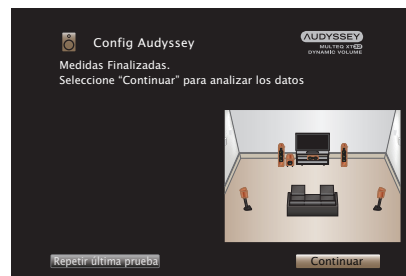 Config Audyssey
AUDYSSEY
MULTEQ XT32
DYNAMIC VOLUME
Medidas Finalizadas.
Seleccione “Continuar” para analizar los datos
Repetir última prueba
Continuar